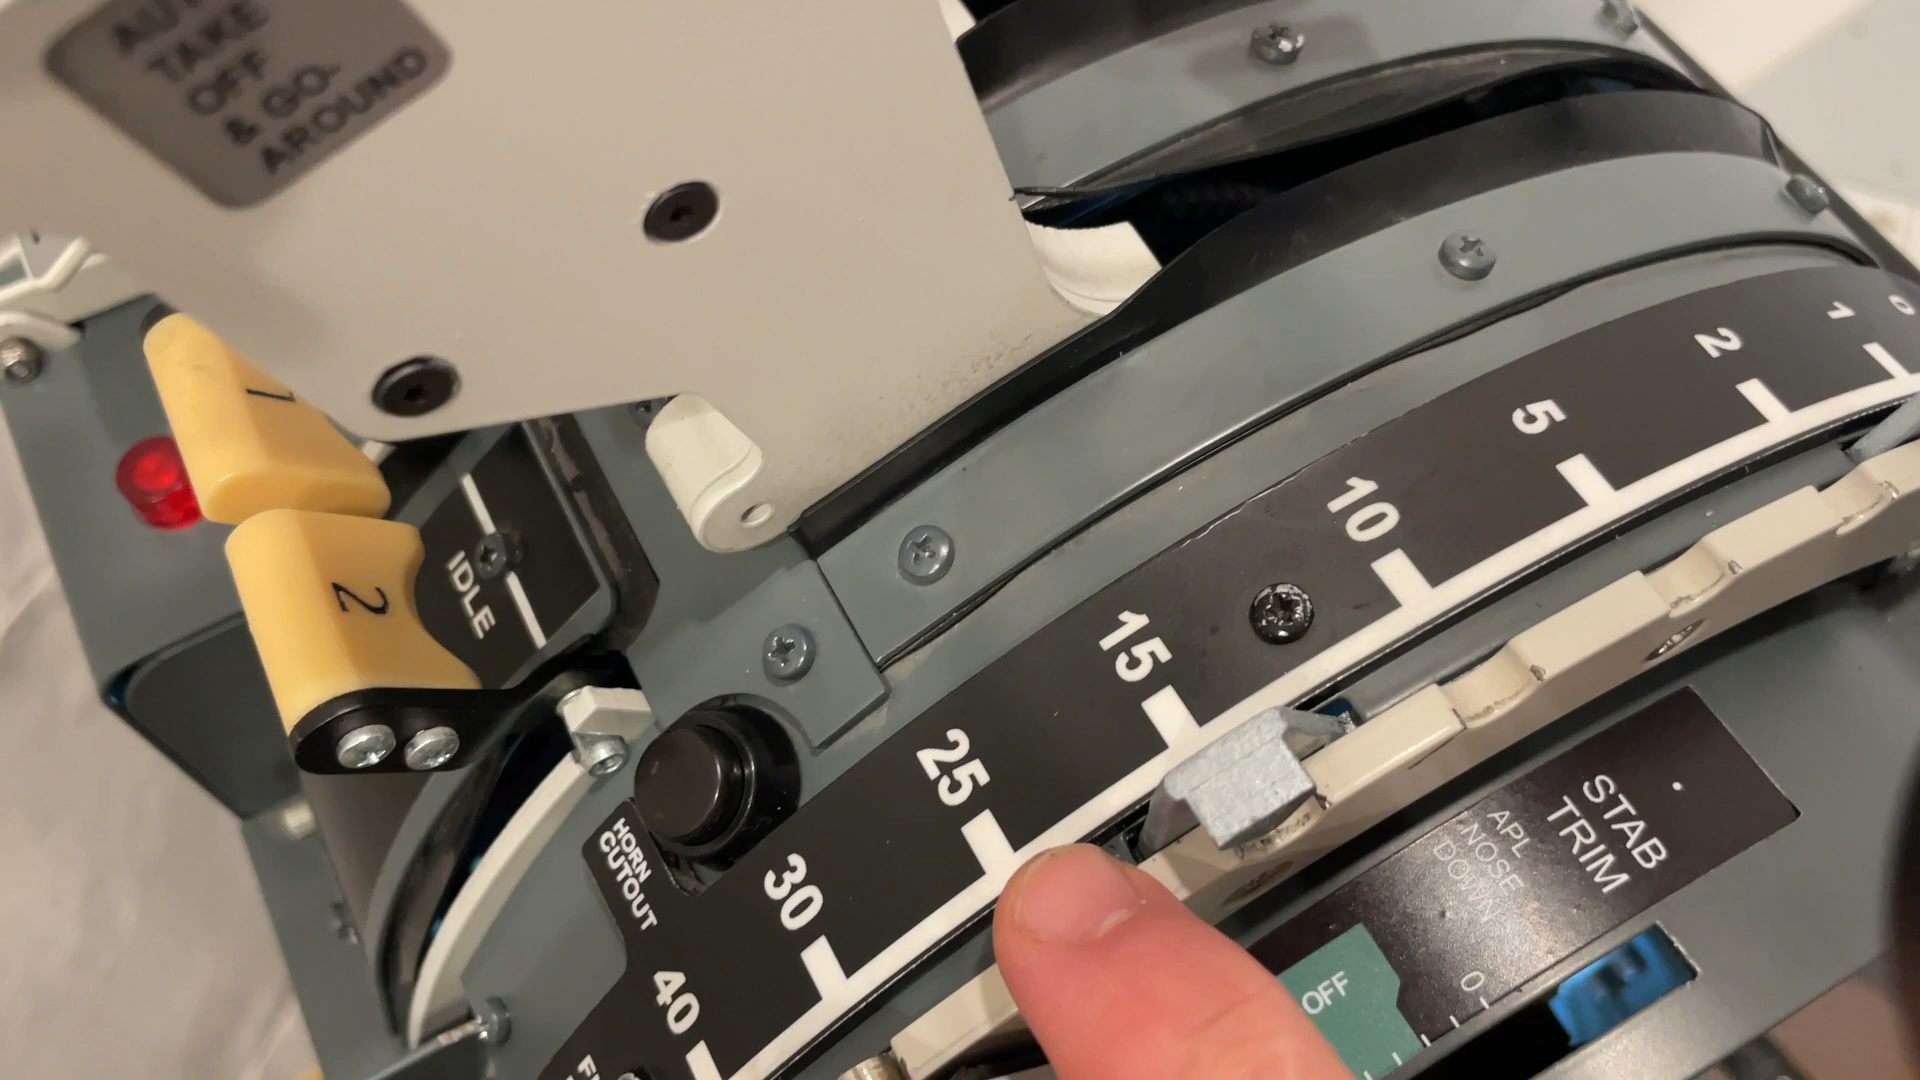 TAKE
OFF
& GO-
AROUND
1
2
IDLE
HORN
CUTOUT
0
1
2
5
10
15
25
30
40
STAB
TRIM
APL
NOSE
DOWN
OFF
0